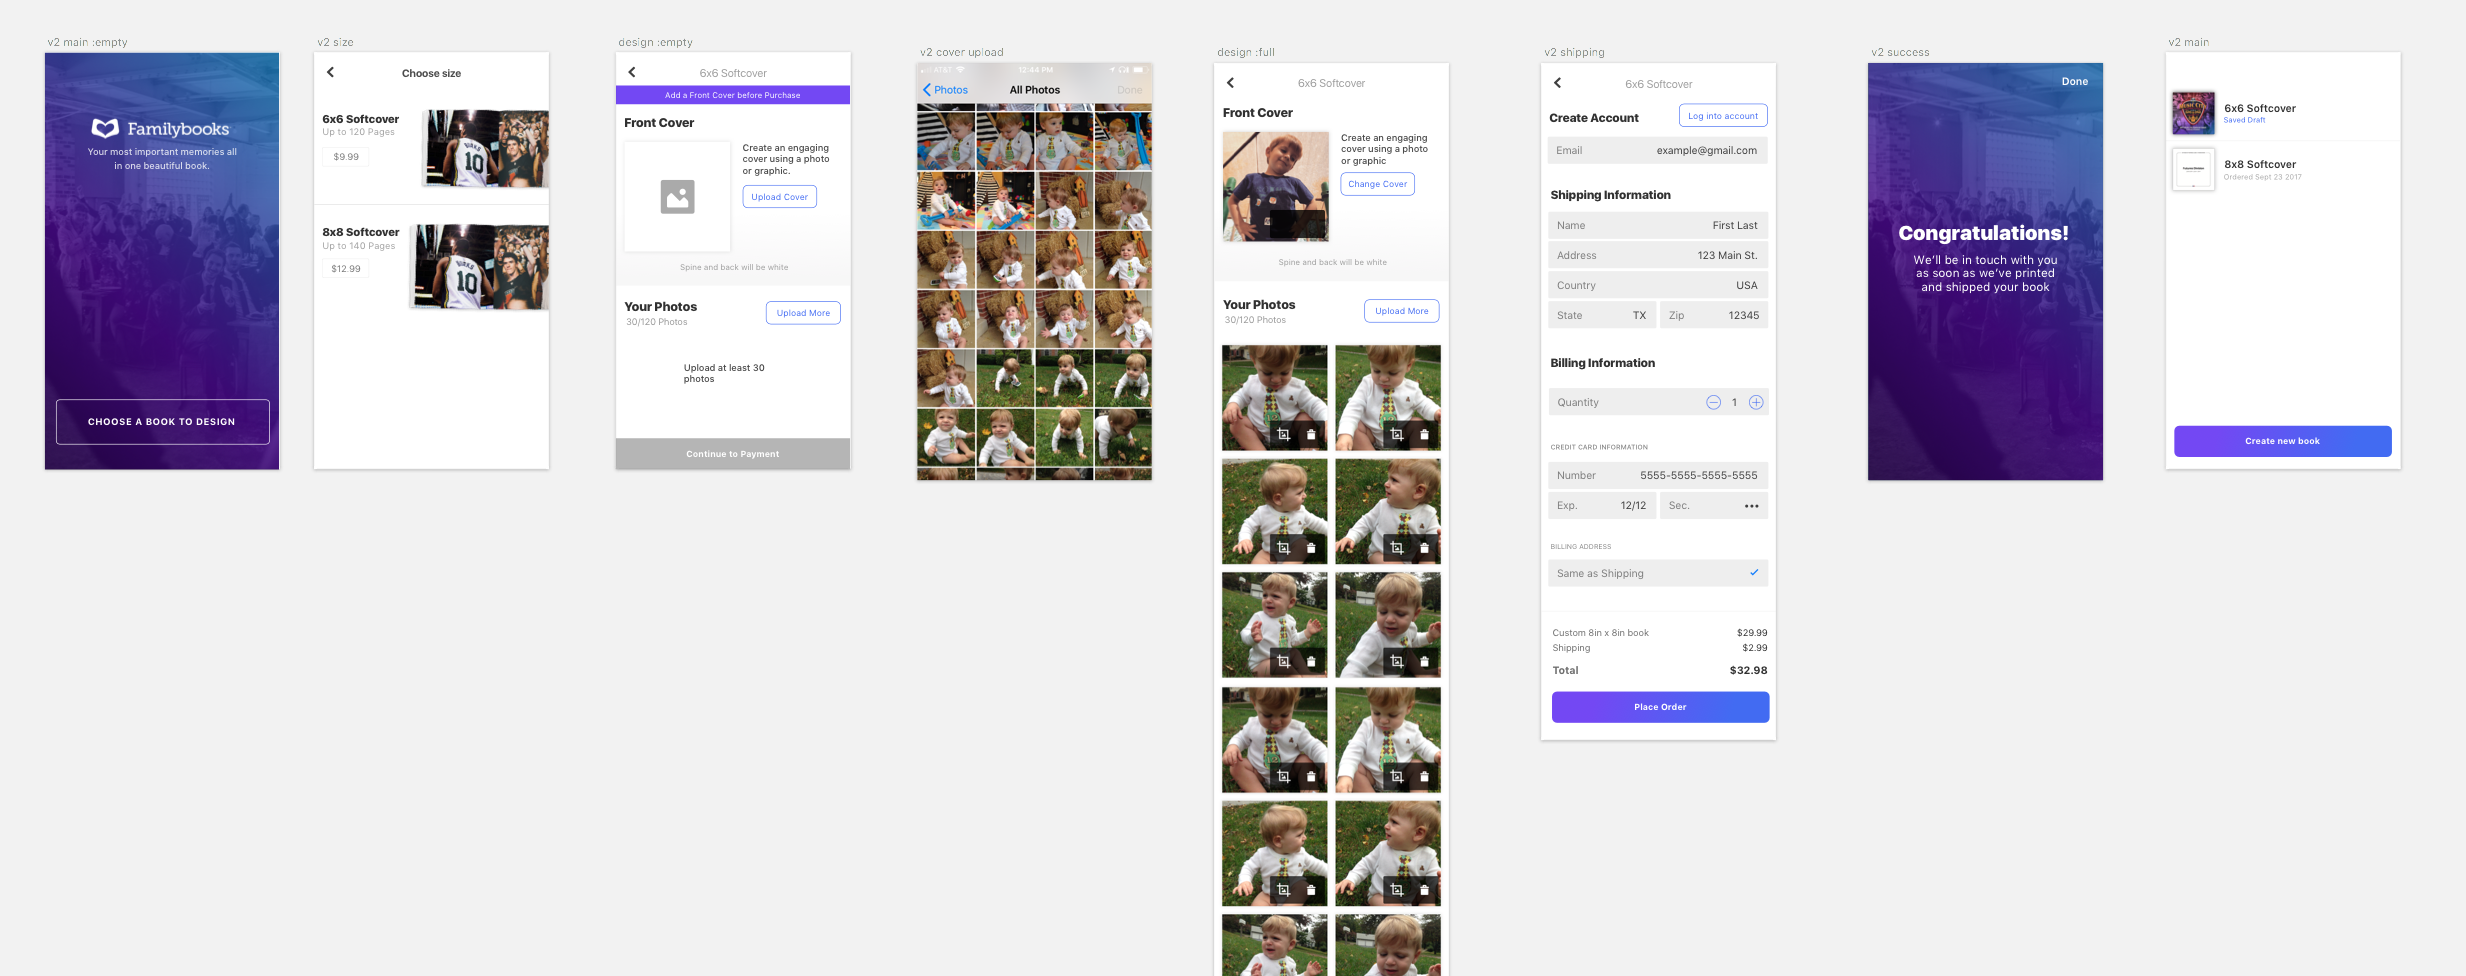 v2 main :empty
Familybooks
Your most important memories all
in one beautiful book.
CHOOSE A BOOK TO DESIGN
v2 size
Choose size
6x6 Softcover
Up to 120 Pages
$9.99
10
8x8 Softcover
Up to 140 Pages
$12.99
10
design :empty
6x6 Softcover
Add a Front Cover before Purchase
Front Cover
Create an engaging
cover using a photo
or graphic.
Upload Cover
Spine and back will be white
Your Photos
30/120 Photos
Upload More
Upload at least 30
photos
Continue to Payment
v2 cover upload
AT&T
12:44 PM
Photos
All Photos
Done
design :full
6x6 Softcover
Front Cover
Create an engaging
cover using a photo
or graphic
Change Cover
Spine and back will be white
Your Photos
30/120 Photos
Upload More
v2 shipping
6x6 Softcover
Create Account
Log into account
Email example@gmail.com
Shipping Information
Name First Last
Address 123 Main St.
Country USA
State TX Zip 12345
Billing Information
Quantity 1
CREDIT CARD INFORMATION
Number 5555-5555-5555-5555
Exp. 12/12 Sec. •••
BILLING ADDRESS
Same as Shipping
Custom 8in x 8in book $29.99
Shipping $2.99
Total $32.98
Place Order
v2 success
Done
Congratulations!
We'll be in touch with you
as soon as we've printed
and shipped your book
v2 main
6x6 Softcover
Saved Draft
8x8 Softcover
Ordered Sept 23 2017
Create new book